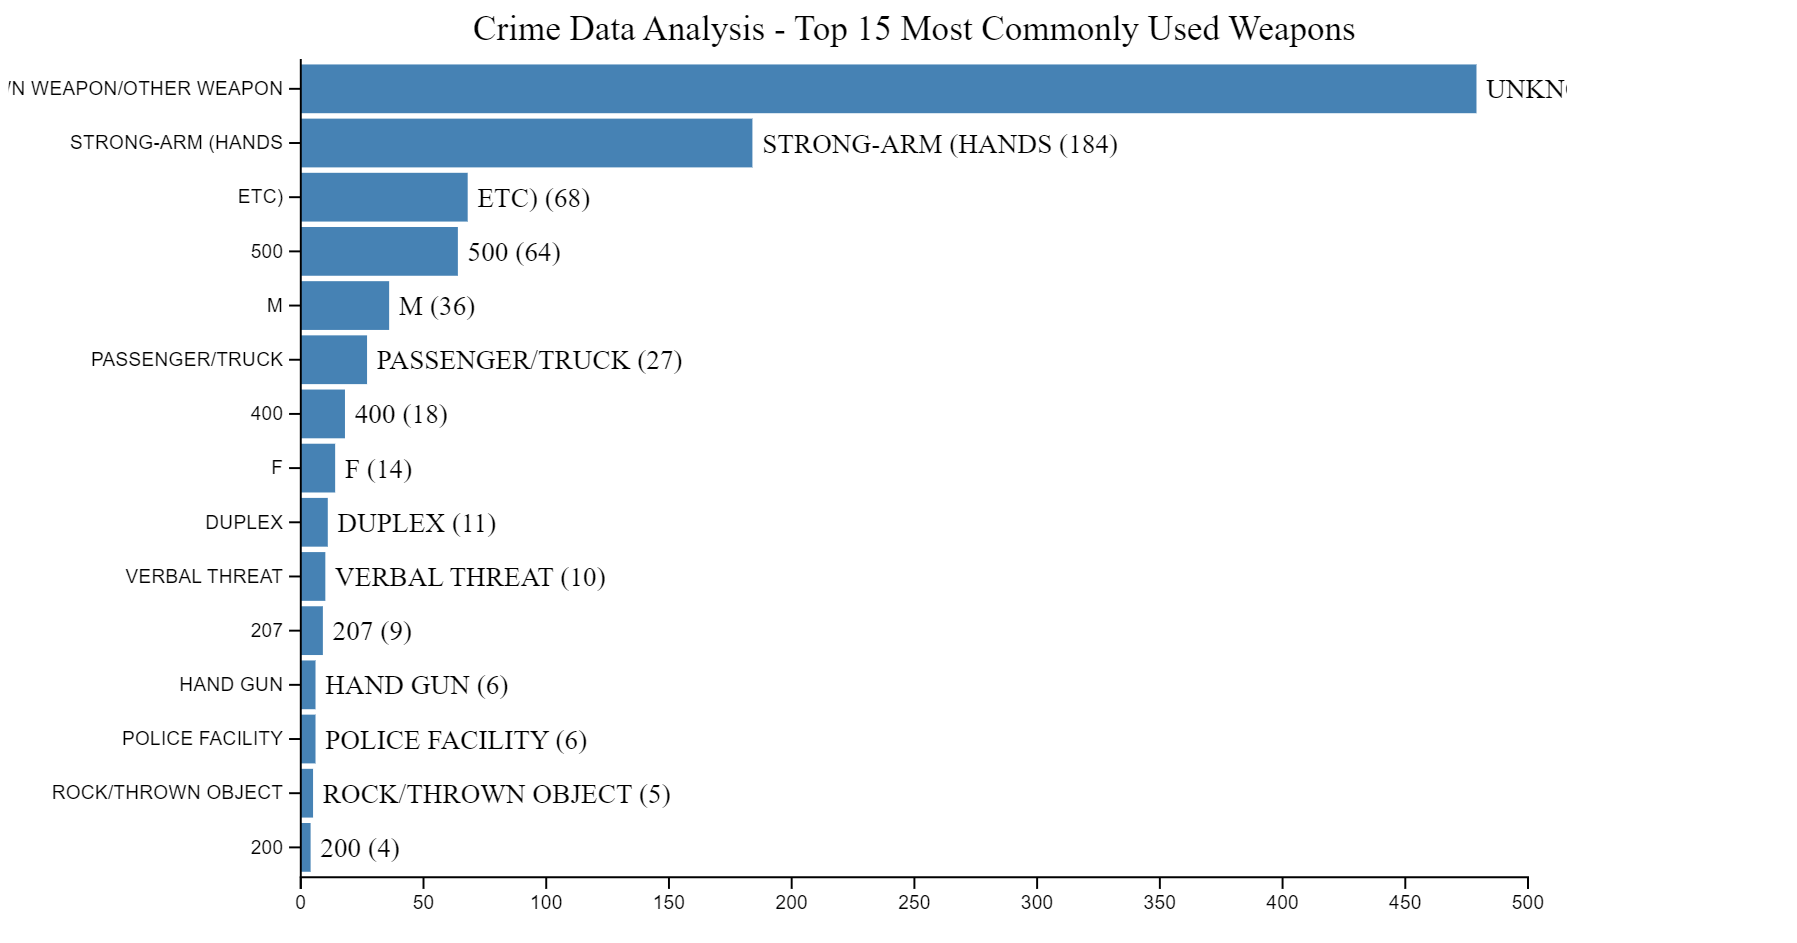 Crime Data Analysis - Top 15 Most Commonly Used Weapons
N WEAPON/OTHER WEAPON UNKN
STRONG-ARM (HANDS STRONG-ARM (HANDS (184)
ETC) ETC) (68)
500 500 (64)
M M (36)
PASSENGER/TRUCK PASSENGER/TRUCK (27)
400 400 (18)
F F (14)
DUPLEX DUPLEX (11)
VERBAL THREAT VERBAL THREAT (10)
207 207 (9)
HAND GUN HAND GUN (6)
POLICE FACILITY POLICE FACILITY (6)
ROCK/THROWN OBJECT ROCK/THROWN OBJECT (5)
200 200 (4)
0 50 100 150 200 250 300 350 400 450 500